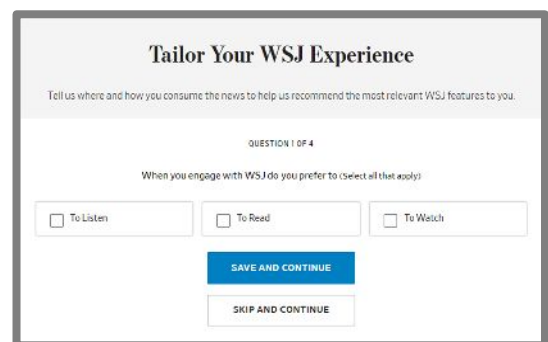 Tailor Your WSJ Experience
Tell us where and how you consume the news to help us recommend the most relevant WSJ features to you.
QUESTION 1 OF 4
When you engage with WSJ do you prefer to (Select all that apply)
To Listen
To Read
To Watch
SAVE AND CONTINUE
SKIP AND CONTINUE